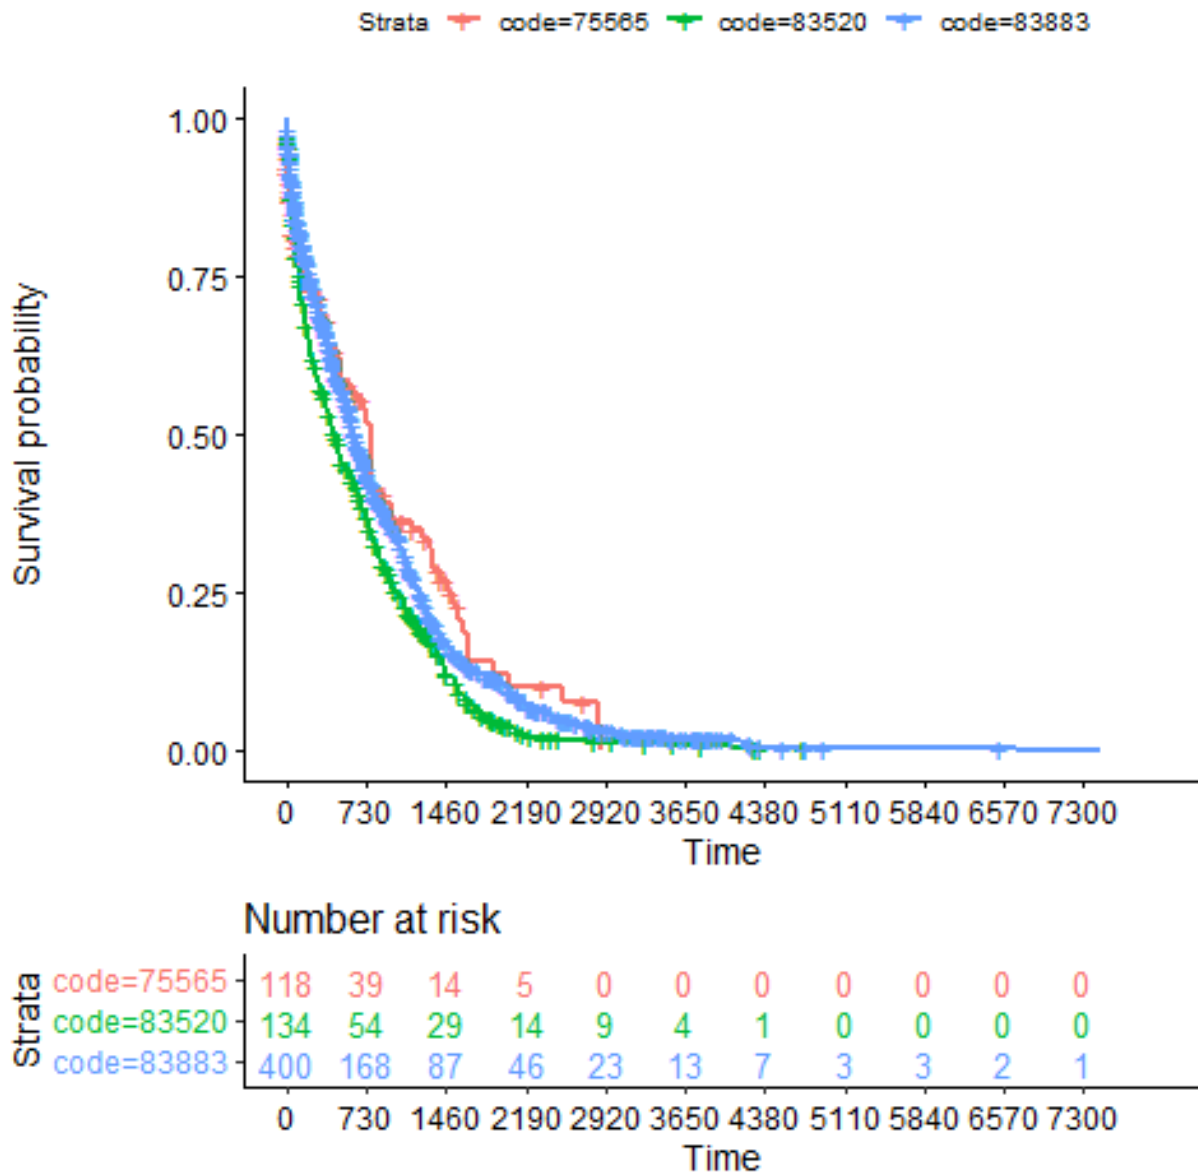 Strata code=75565 code=83520 code=83883
1.00
0.75
0.50
0.25
0.00
Survival probability
0 730 1460 2190 2920 3650 4380 5110 5840 6570 7300
Time
Number at risk
Strata
code=75565 118 39 14 5 0 0 0 0 0 0 0
code=83520 134 54 29 14 9 4 1 0 0 0 0
code=83883 400 168 87 46 23 13 7 3 3 2 1
0 730 1460 2190 2920 3650 4380 5110 5840 6570 7300
Time